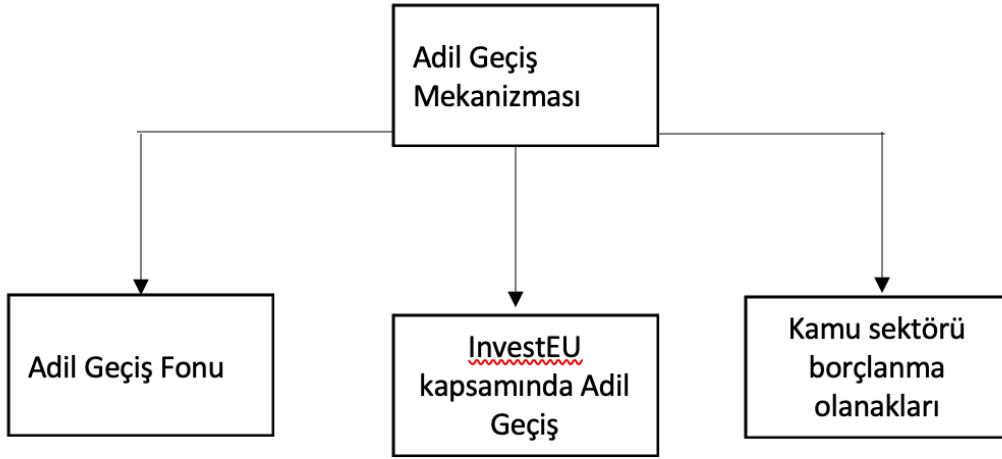 Adil Geçiş
Mekanizması
Adil Geçiş Fonu
InvestEU
kapsamında Adil
Geçiş
Kamu sektörü
borçlanma
olanakları